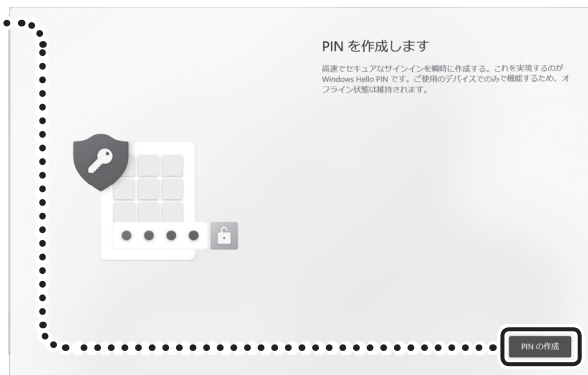 PIN を作成します
高速でセキュアなサインインを瞬時に作成する。これを実現するのが
Windows Hello PIN です。ご使用のデバイスでのみで機能するため、オ
フライン状態は維持されます。
PIN の作成